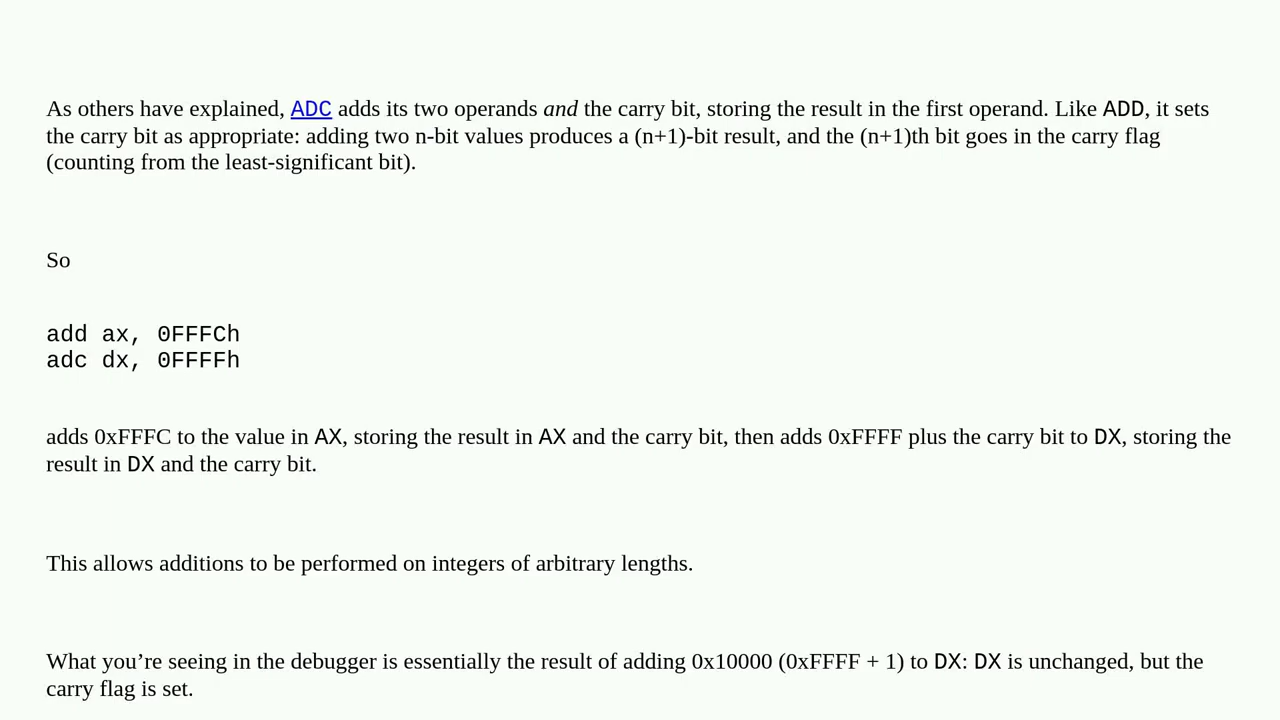 As others have explained, ADC adds its two operands and the carry bit, storing the result in the first operand. Like ADD, it sets
the carry bit as appropriate: adding two n-bit values produces a (n+1)-bit result, and the (n+1)th bit goes in the carry flag
(counting from the least-significant bit).
So
add ax, 0FFFCh
adc dx, 0FFFFh
adds 0xFFFC to the value in AX, storing the result in AX and the carry bit, then adds 0xFFFF plus the carry bit to DX, storing the
result in DX and the carry bit.
This allows additions to be performed on integers of arbitrary lengths.
What you’re seeing in the debugger is essentially the result of adding 0x10000 (0xFFFF + 1) to DX: DX is unchanged, but the
carry flag is set.